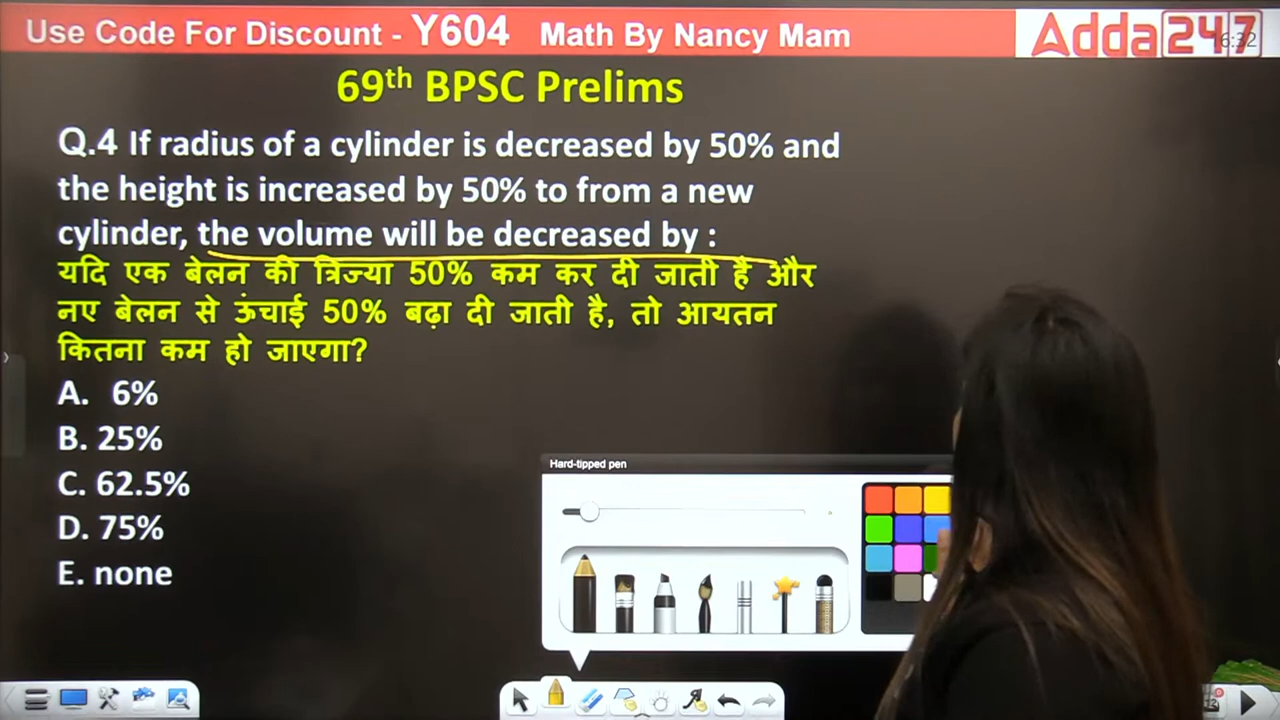 Use Code For Discount - Y604 Math By Nancy Mam
Adda247
16:32
69th BPSC Prelims
Q.4 If radius of a cylinder is decreased by 50% and
the height is increased by 50% to from a new
cylinder, the volume will be decreased by :
यदि एक बेलन की त्रिज्या 50% कम कर दी जाती है और
नए बेलन से ऊंचाई 50% बढ़ा दी जाती है, तो आयतन
कितना कम हो जाएगा?
A. 6%
B. 25%
C. 62.5%
D. 75%
E. none
Hard-tipped pen